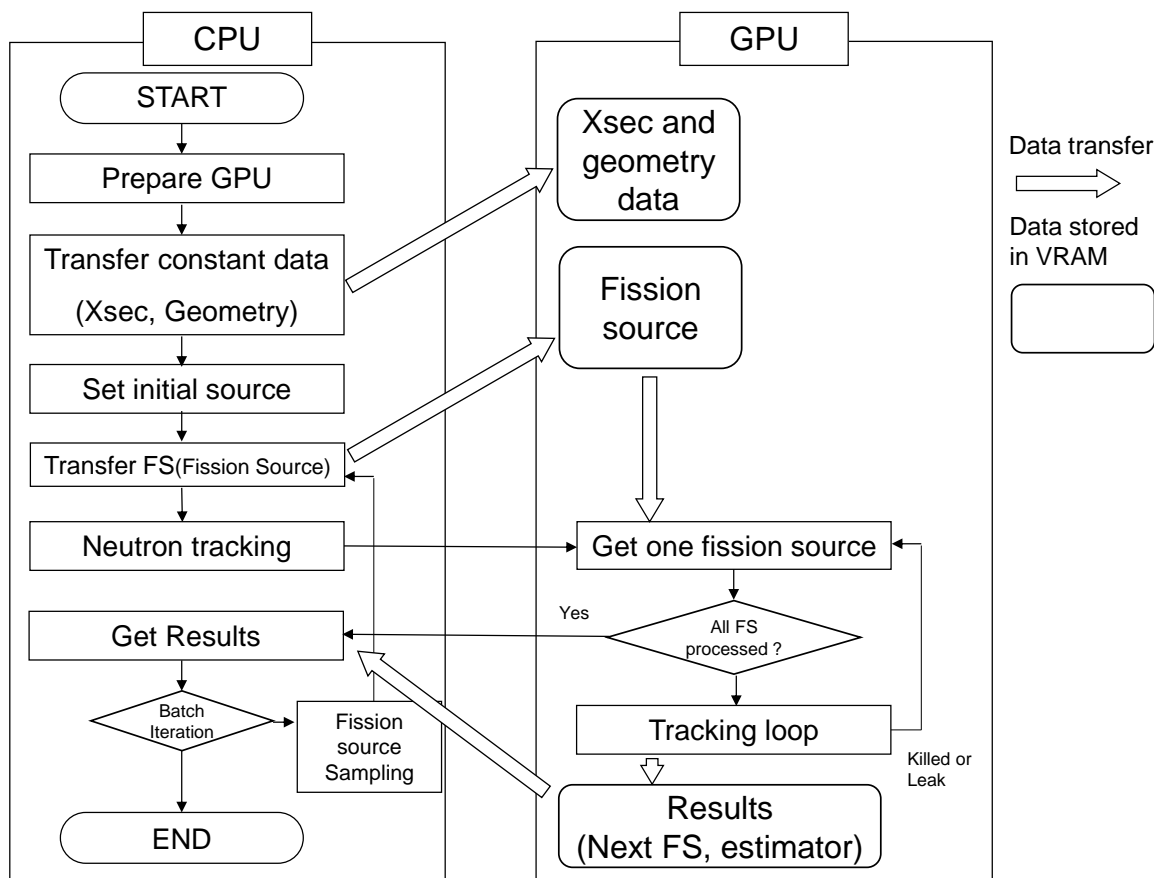 CPU
START
Prepare GPU
Transfer constant data
(Xsec, Geometry)
Set initial source
Transfer FS(Fission Source)
Neutron tracking
Get Results
Batch
Iteration
Fission
source
Sampling
END
GPU
Xsec and
geometry
data
Fission
source
Get one fission source
Yes
All FS
processed ?
Tracking loop
Killed or
Leak
Results
(Next FS, estimator)
Data transfer
Data stored
in VRAM